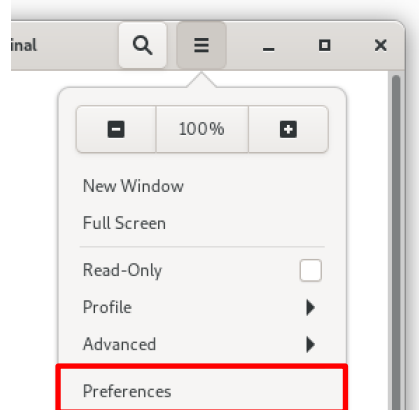 inal
100%
New Window
Full Screen
Read-Only
Profile
Advanced
Preferences